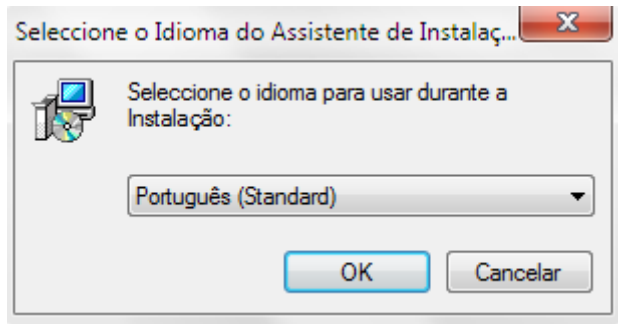 Seleccione o Idioma do Assistente de Instalaç...
Seleccione o idioma para usar durante a
Instalação:
Português (Standard)
OK
Cancelar